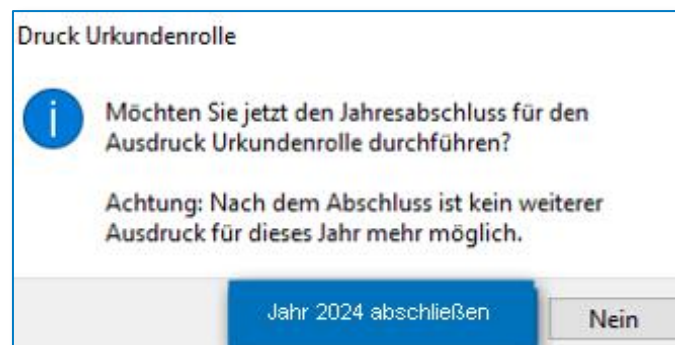 Druck Urkundenrolle
Möchten Sie jetzt den Jahresabschluss für den
Ausdruck Urkundenrolle durchführen?
Achtung: Nach dem Abschluss ist kein weiterer
Ausdruck für dieses Jahr mehr möglich.
Jahr 2024 abschließen
Nein